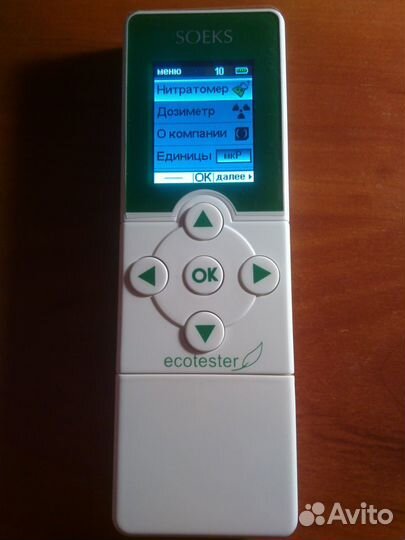 SOEKS
меню 10
Нитратомер
Дозиметр
О компании
Единицы мкР
OK далее
OK
ecotester
Avito